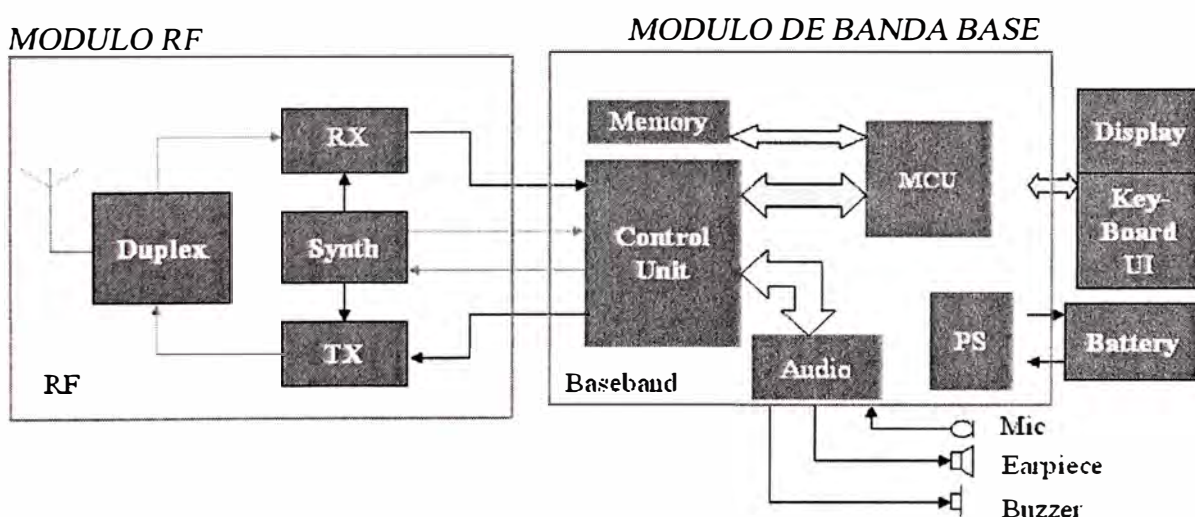 MODULO RF
MODULO DE BANDA BASE
RX
Duplex
Synth
TX
RF
Memory
MCU
Control
Unit
Audio
PS
Baseband
Display
Key-
Board
UI
Battery
Mic
Earpiece
Buzzer